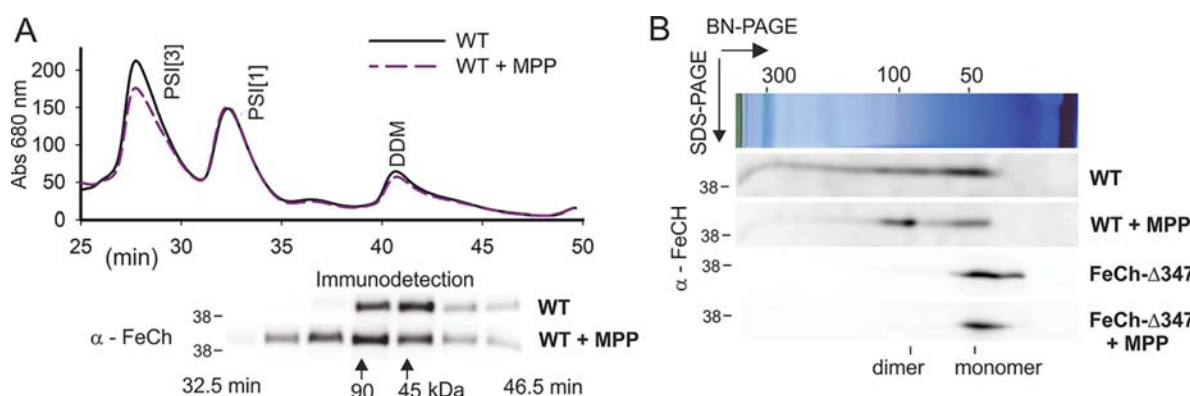 A
WT
WT + MPP
Abs 680 nm
200
150
100
50
0
PSI[3]
PSI[1]
DDM
25 30 35 40 45 50
(min)
Immunodetection
α - FeCh
38
WT
38
WT + MPP
32.5 min
90
45 kDa
46.5 min
B
BN-PAGE
SDS-PAGE
300 100 50
α - FeCH
38
WT
38
WT + MPP
38
FeCh-Δ347
38
FeCh-Δ347
+ MPP
dimer
monomer